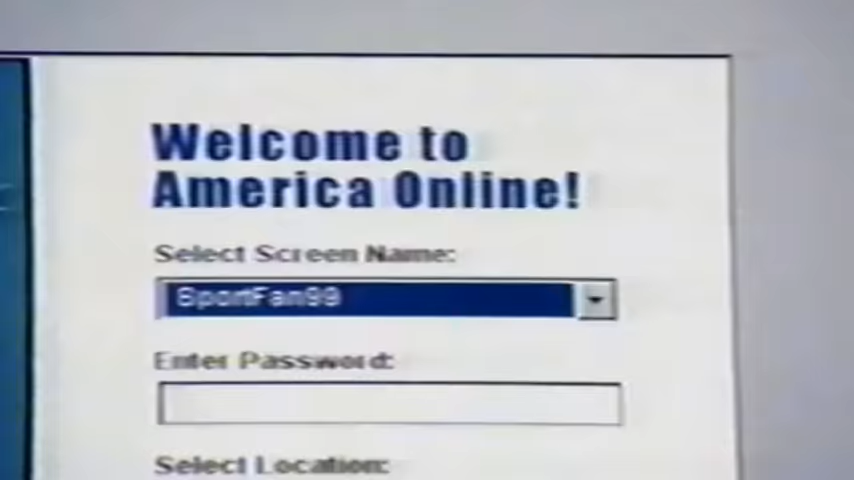 Welcome to
America Online!
Select Screen Name:
SportFan99
Enter Password:
Select Location: